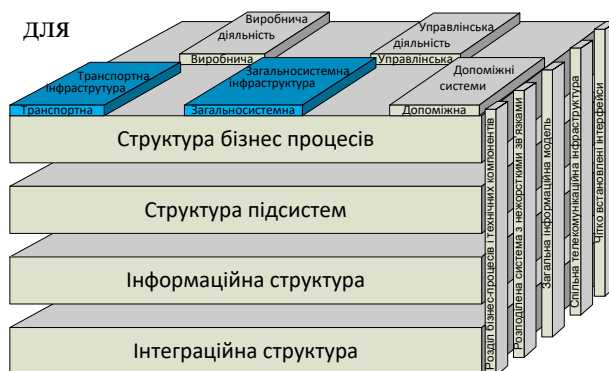 для
Виробнича
діяльність
Виробнича
Управлінська
діяльність
Управлінська
Транспортна
Інфраструтура
Транспортна
Загальносистемна
інфраструктура
Загальносистемна
Допоміжні
системи
Допоміжна
Структура бізнес процесів
Структура підсистем
Інформаційна структура
Інтеграційна структура
Розділ бізнес-процесів і технічних компонентів
Розподілена система з нежорсткими зв'язками
Загальна інформаційна модель
Спільна телекомунікаційна інфраструктура
Чітко встановлені інтерфейси